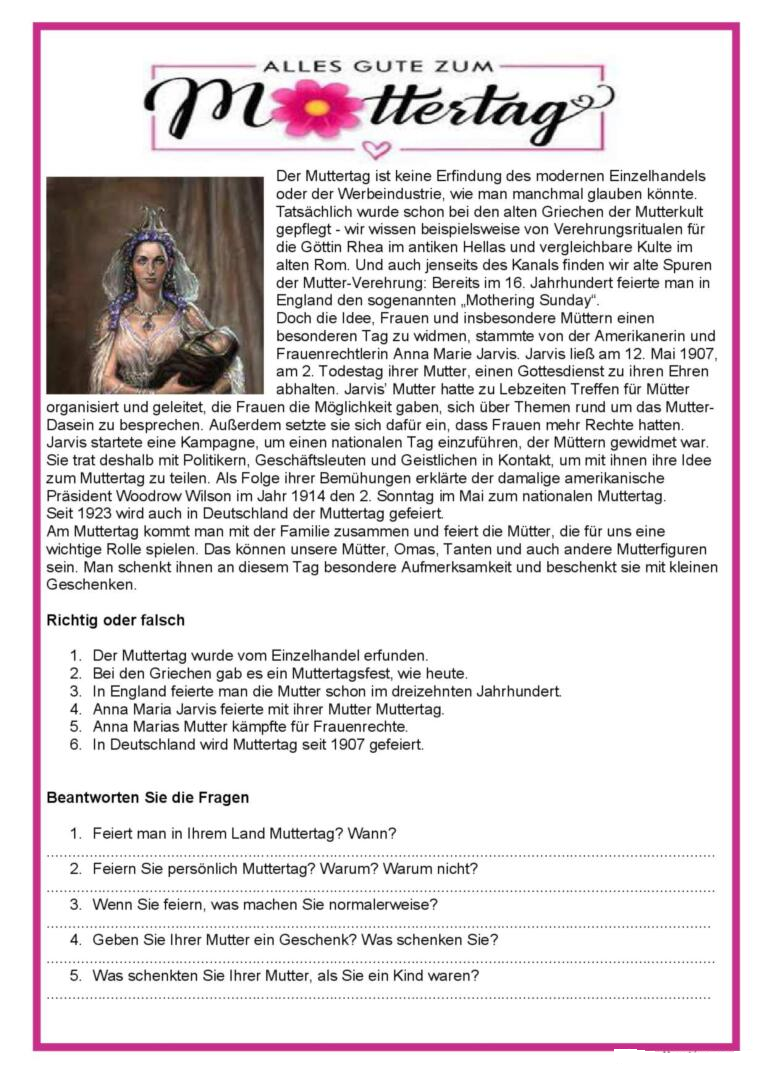 ALLES GUTE ZUM
Muttertag
Der Muttertag ist keine Erfindung des modernen Einzelhandels
oder der Werbeindustrie, wie man manchmal glauben könnte.
Tatsächlich wurde schon bei den alten Griechen der Mutterkult
gepflegt - wir wissen beispielsweise von Verehrungsritualen für
die Göttin Rhea im antiken Hellas und vergleichbare Kulte im
alten Rom. Und auch jenseits des Kanals finden wir alte Spuren
der Mutter-Verehrung: Bereits im 16. Jahrhundert feierte man in
England den sogenannten „Mothering Sunday“.
Doch die Idee, Frauen und insbesondere Müttern einen
besonderen Tag zu widmen, stammte von der Amerikanerin und
Frauenrechtlerin Anna Marie Jarvis. Jarvis ließ am 12. Mai 1907,
am 2. Todestag ihrer Mutter, einen Gottesdienst zu ihren Ehren
abhalten. Jarvis’ Mutter hatte zu Lebzeiten Treffen für Mütter
organisiert und geleitet, die Frauen die Möglichkeit gaben, sich über Themen rund um das Mutter-
Dasein zu besprechen. Außerdem setzte sie sich dafür ein, dass Frauen mehr Rechte hatten.
Jarvis startete eine Kampagne, um einen nationalen Tag einzuführen, der Müttern gewidmet war.
Sie trat deshalb mit Politikern, Geschäftsleuten und Geistlichen in Kontakt, um mit ihnen ihre Idee
zum Muttertag zu teilen. Als Folge ihrer Bemühungen erklärte der damalige amerikanische
Präsident Woodrow Wilson im Jahr 1914 den 2. Sonntag im Mai zum nationalen Muttertag.
Seit 1923 wird auch in Deutschland der Muttertag gefeiert.
Am Muttertag kommt man mit der Familie zusammen und feiert die Mütter, die für uns eine
wichtige Rolle spielen. Das können unsere Mütter, Omas, Tanten und auch andere Mutterfiguren
sein. Man schenkt ihnen an diesem Tag besondere Aufmerksamkeit und beschenkt sie mit kleinen
Geschenken.
Richtig oder falsch
1. Der Muttertag wurde vom Einzelhandel erfunden.
2. Bei den Griechen gab es ein Muttertagsfest, wie heute.
3. In England feierte man die Mutter schon im dreizehnten Jahrhundert.
4. Anna Maria Jarvis feierte mit ihrer Mutter Muttertag.
5. Anna Marias Mutter kämpfte für Frauenrechte.
6. In Deutschland wird Muttertag seit 1907 gefeiert.
Beantworten Sie die Fragen
1. Feiert man in Ihrem Land Muttertag? Wann?
2. Feiern Sie persönlich Muttertag? Warum? Warum nicht?
3. Wenn Sie feiern, was machen Sie normalerweise?
4. Geben Sie Ihrer Mutter ein Geschenk? Was schenken Sie?
5. Was schenkten Sie Ihrer Mutter, als Sie ein Kind waren?